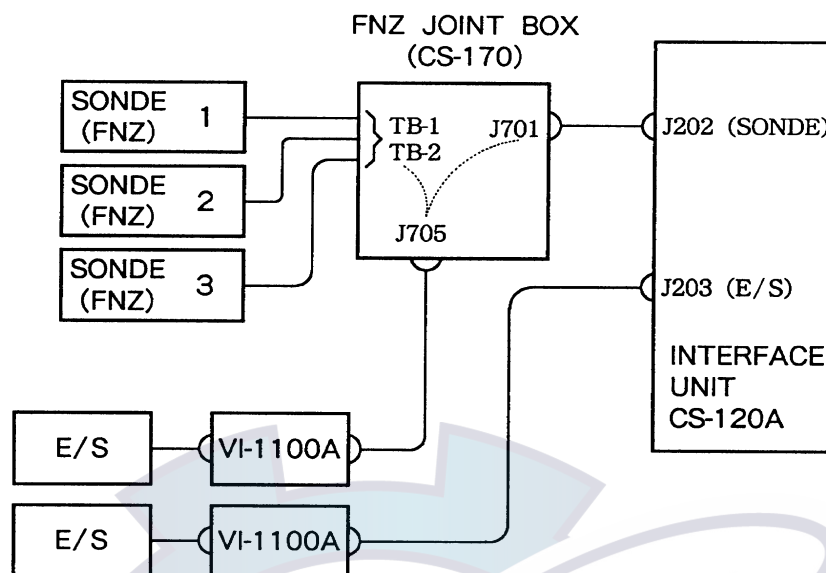 FNZ JOINT BOX
(CS-170)
SONDE
(FNZ) 1
TB-1
TB-2
J701
J705
J202 (SONDE)
SONDE
(FNZ) 2
SONDE
(FNZ) 3
J203 (E/S)
INTERFACE
UNIT
CS-120A
E/S
VI-1100A
E/S
VI-1100A